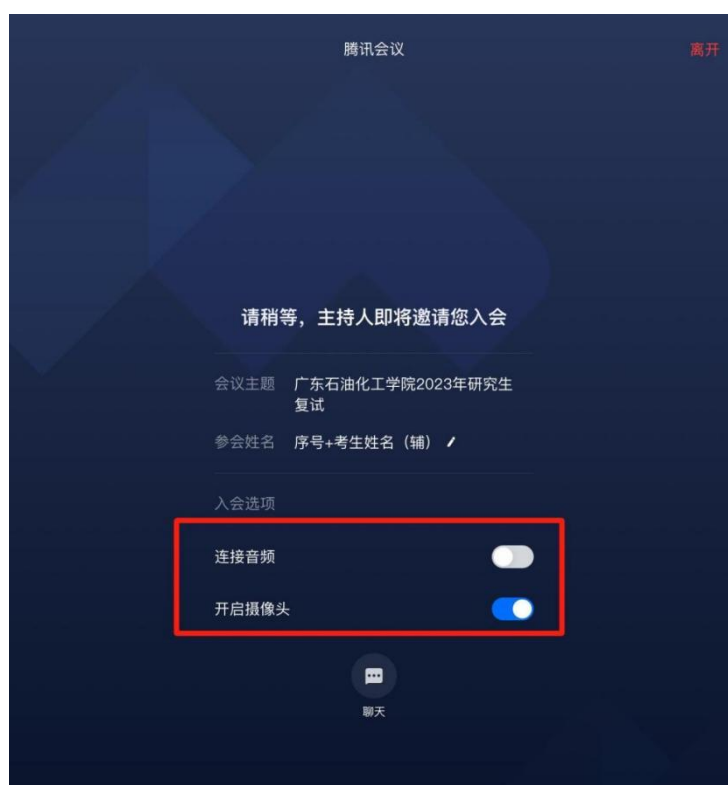 腾讯会议 离开
请稍等，主持人即将邀请您入会
会议主题 广东石油化工学院2023年研究生
复试
参会姓名 序号+考生姓名（辅）
入会选项
连接音频
开启摄像头
聊天